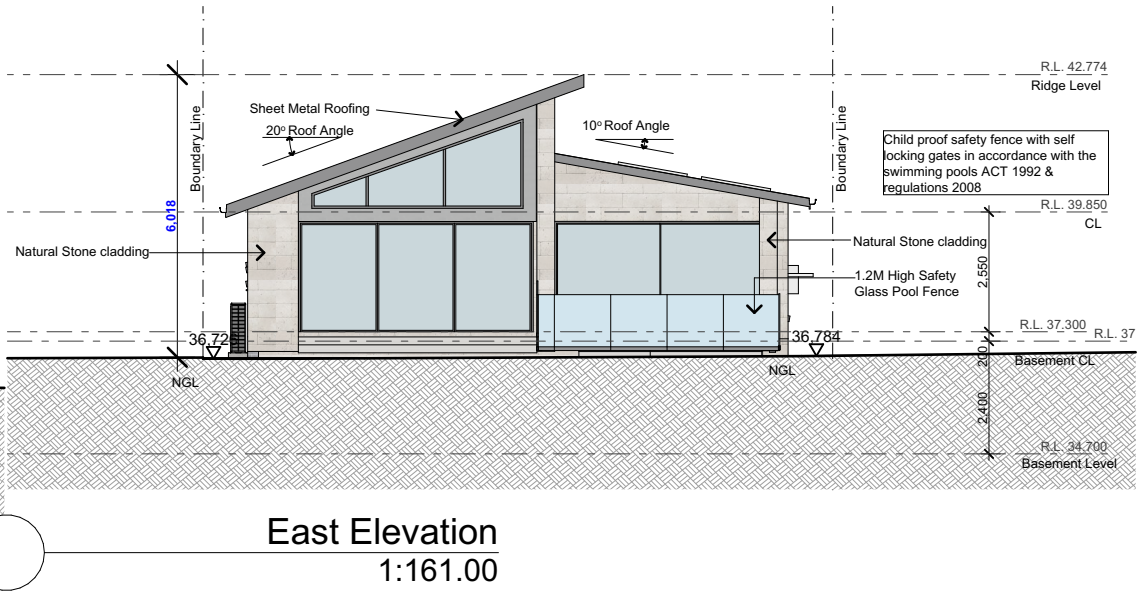 R.L. 42.774
Ridge Level
Boundary Line
Sheet Metal Roofing
20º Roof Angle
10º Roof Angle
Boundary Line
Child proof safety fence with self
locking gates in accordance with the
swimming pools ACT 1992 &
regulations 2008
6,018
R.L. 39.850
CL
Natural Stone cladding
Natural Stone cladding
2,550
1.2M High Safety
Glass Pool Fence
R.L. 37.300
R.L. 37
36,784
NGL
NGL
200
Basement CL
2,400
R.L. 34.700
Basement Level
East Elevation
1:161.00